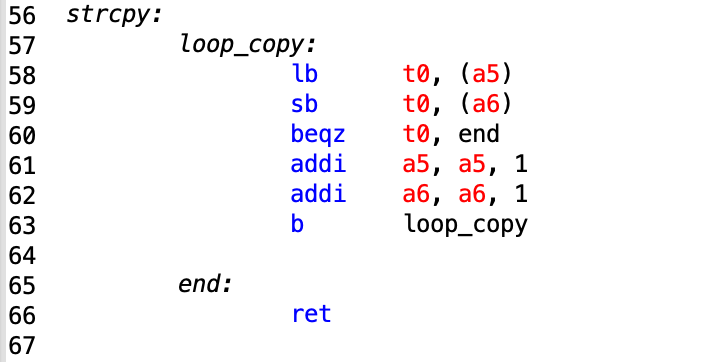 56 strcpy:
57 loop_copy:
58 lb t0, (a5)
59 sb t0, (a6)
60 beqz t0, end
61 addi a5, a5, 1
62 addi a6, a6, 1
63 b loop_copy
64
65 end:
66 ret
67